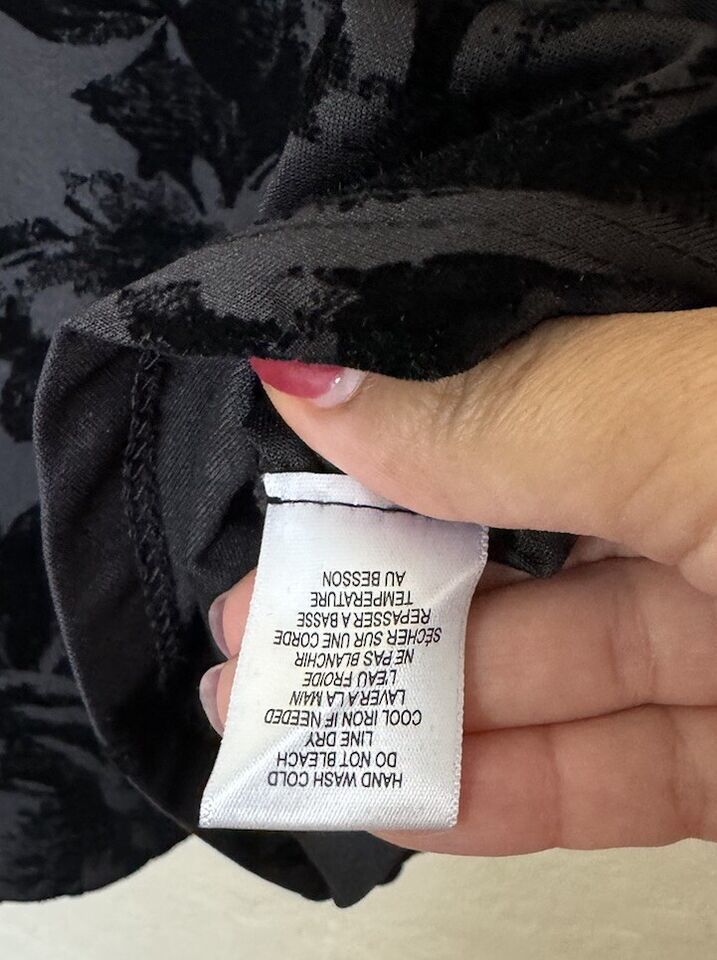 HAND WASH COLD
DO NOT BLEACH
LINE DRY
COOL IRON IF NEEDED
LAVER A LA MAIN
L'EAU FROIDE
NE PAS BLANCHIR
SÉCHER SUR UNE CORDE
REPASSER A BASSE
TEMPERATURE
AU BESSON